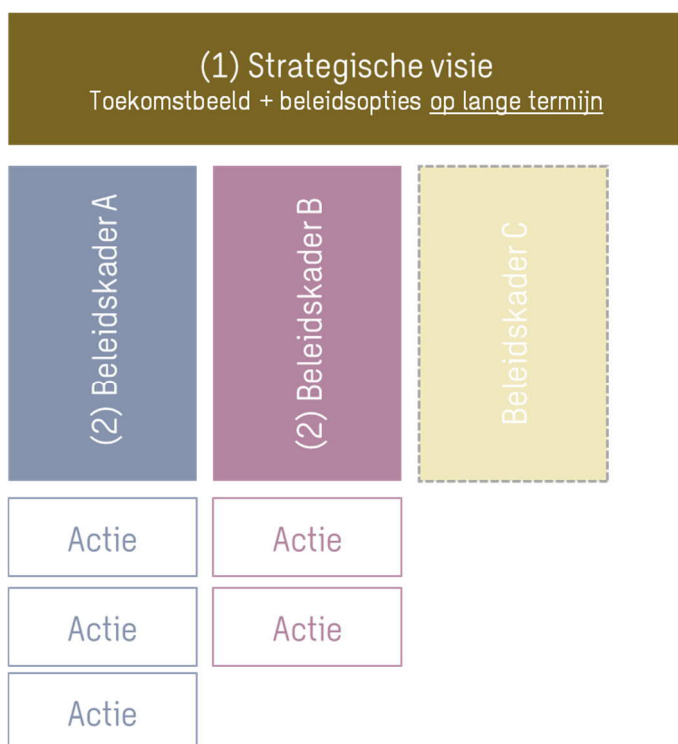 (1) Strategische visie
Toekomstbeeld + beleidsopties op lange termijn
(2) Beleidskader A
(2) Beleidskader B
Beleidskader C
Actie
Actie
Actie
Actie
Actie